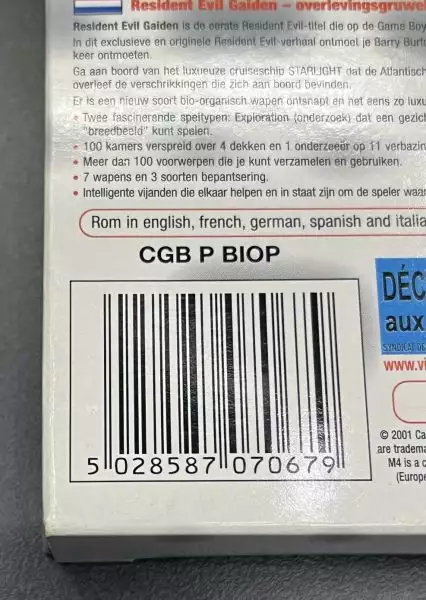 Resident Evil Gaiden – overlevingsgruwel
Resident Evil Gaiden is de eerste Resident Evil-titel die op de Game Boy
In dit exclusieve en originele Resident Evil-verhaal ontmoet je Barry Burt
keer ontmoeten.
Ga aan boord van het luxueuze cruiseschip STARLIGHT dat de Atlantisch
overleef de verschrikkingen die zich aan boord bevinden.
Er is een nieuw soort bio-organisch wapen ontsnapt en het eens zo luxu
• Twee fascinerende speltypen: Exploration (onderzoek) dat een gezich
"breedbeeld" kunt spelen.
• 100 kamers verspreid over 4 dekken en 1 onderzeeër op 11 verbazin
• Meer dan 100 voorwerpen die je kunt verzamelen en gebruiken.
• 7 wapens en 3 soorten bepantsering.
• Intelligente vijanden die elkaar helpen en in staat zijn om de speler waa
Rom in english, french, german, spanish and italia
CGB P BIOP
DÉC
aux
SYNDICAT DE
www.vi
5 028587 070679
© 2001 Ca
are tradema
M4 is a c
(Europe